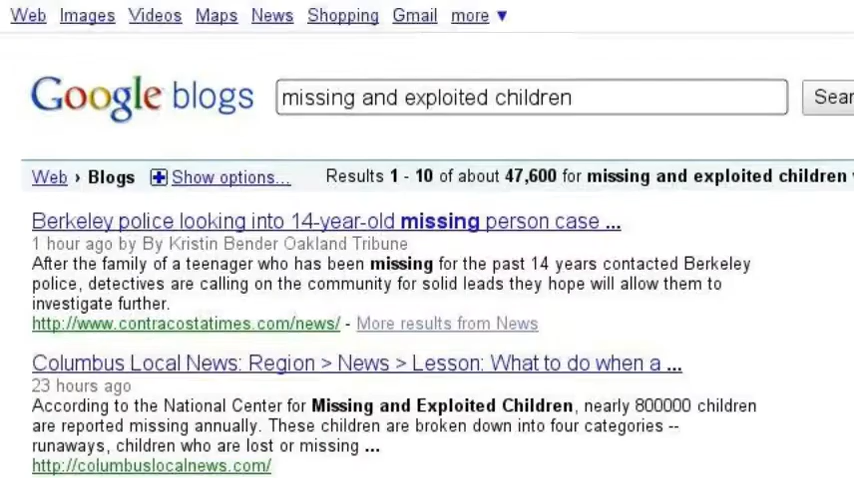 Web Images Videos Maps News Shopping Gmail more ▼
Google blogs missing and exploited children
Web › Blogs Show options... Results 1 - 10 of about 47,600 for missing and exploited children
Berkeley police looking into 14-year-old missing person case ...
1 hour ago by By Kristin Bender Oakland Tribune
After the family of a teenager who has been missing for the past 14 years contacted Berkeley
police, detectives are calling on the community for solid leads they hope will allow them to
investigate further.
http://www.contracostatimes.com/news/ - More results from News
Columbus Local News: Region > News > Lesson: What to do when a ...
23 hours ago
According to the National Center for Missing and Exploited Children, nearly 800000 children
are reported missing annually. These children are broken down into four categories --
runaways, children who are lost or missing ...
http://columbuslocalnews.com/